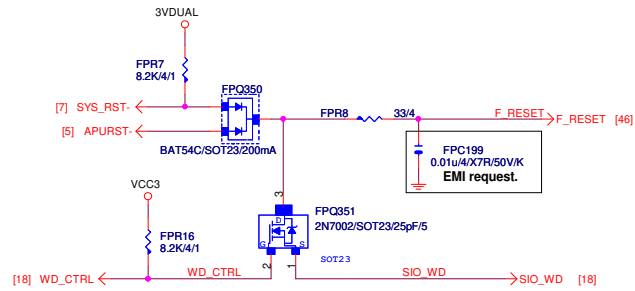 3VDUAL
FPR7
8.2K/4/1
[7] SYS_RST-
[5] APURST-
FPQ350
BAT54C/SOT23/200mA
FPR8 33/4
F_RESET
F_RESET [46]
FPC199
0.01u/4/X7R/50V/K
EMI request.
VCC3
FPR16
8.2K/4/1
3
FPQ351
2N7002/SOT23/25pF/5
D
G
S
SOT23
2
1
[18] WD_CTRL
WD_CTRL
SIO_WD
SIO_WD [18]